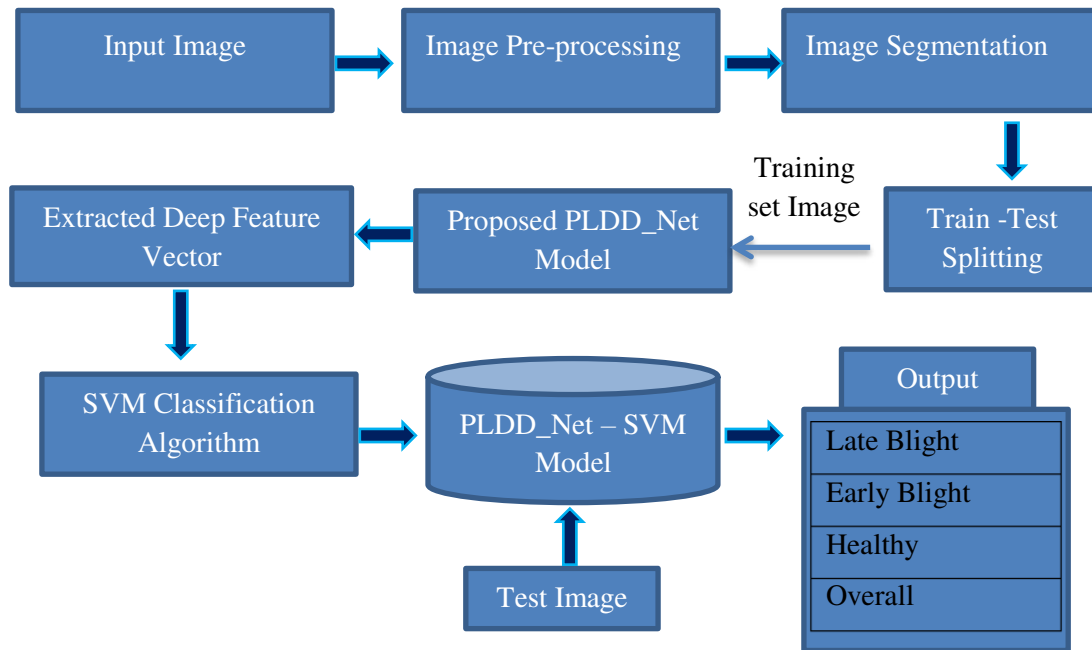 Input Image
Image Pre-processing
Image Segmentation
Training
set Image
Extracted Deep Feature
Vector
Proposed PLDD_Net
Model
Train -Test
Splitting
SVM Classification
Algorithm
PLDD_Net – SVM
Model
Output
Late Blight
Early Blight
Healthy
Overall
Test Image